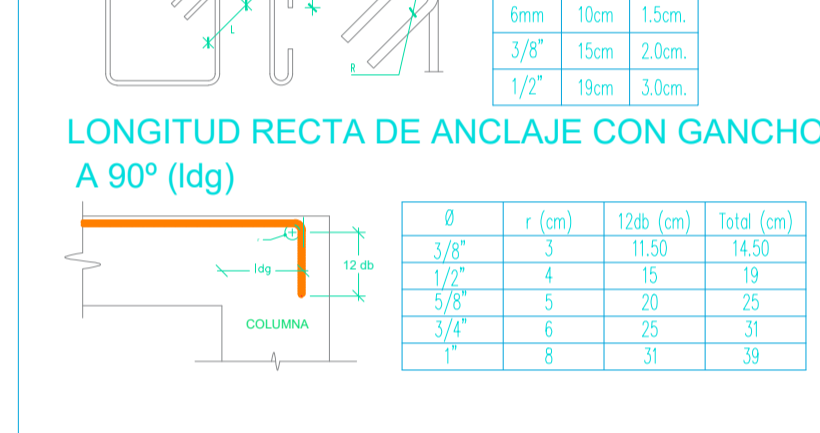 L
R
6mm 10cm 1.5cm.
3/8" 15cm 2.0cm.
1/2" 19cm 3.0cm.
LONGITUD RECTA DE ANCLAJE CON GANCHO
A 90º (ldg)
ldg
12 db
COLUMNA
Ø r (cm) 12db (cm) Total (cm)
3/8" 3 11.50 14.50
1/2" 4 15 19
5/8" 5 20 25
3/4" 6 25 31
1" 8 31 39